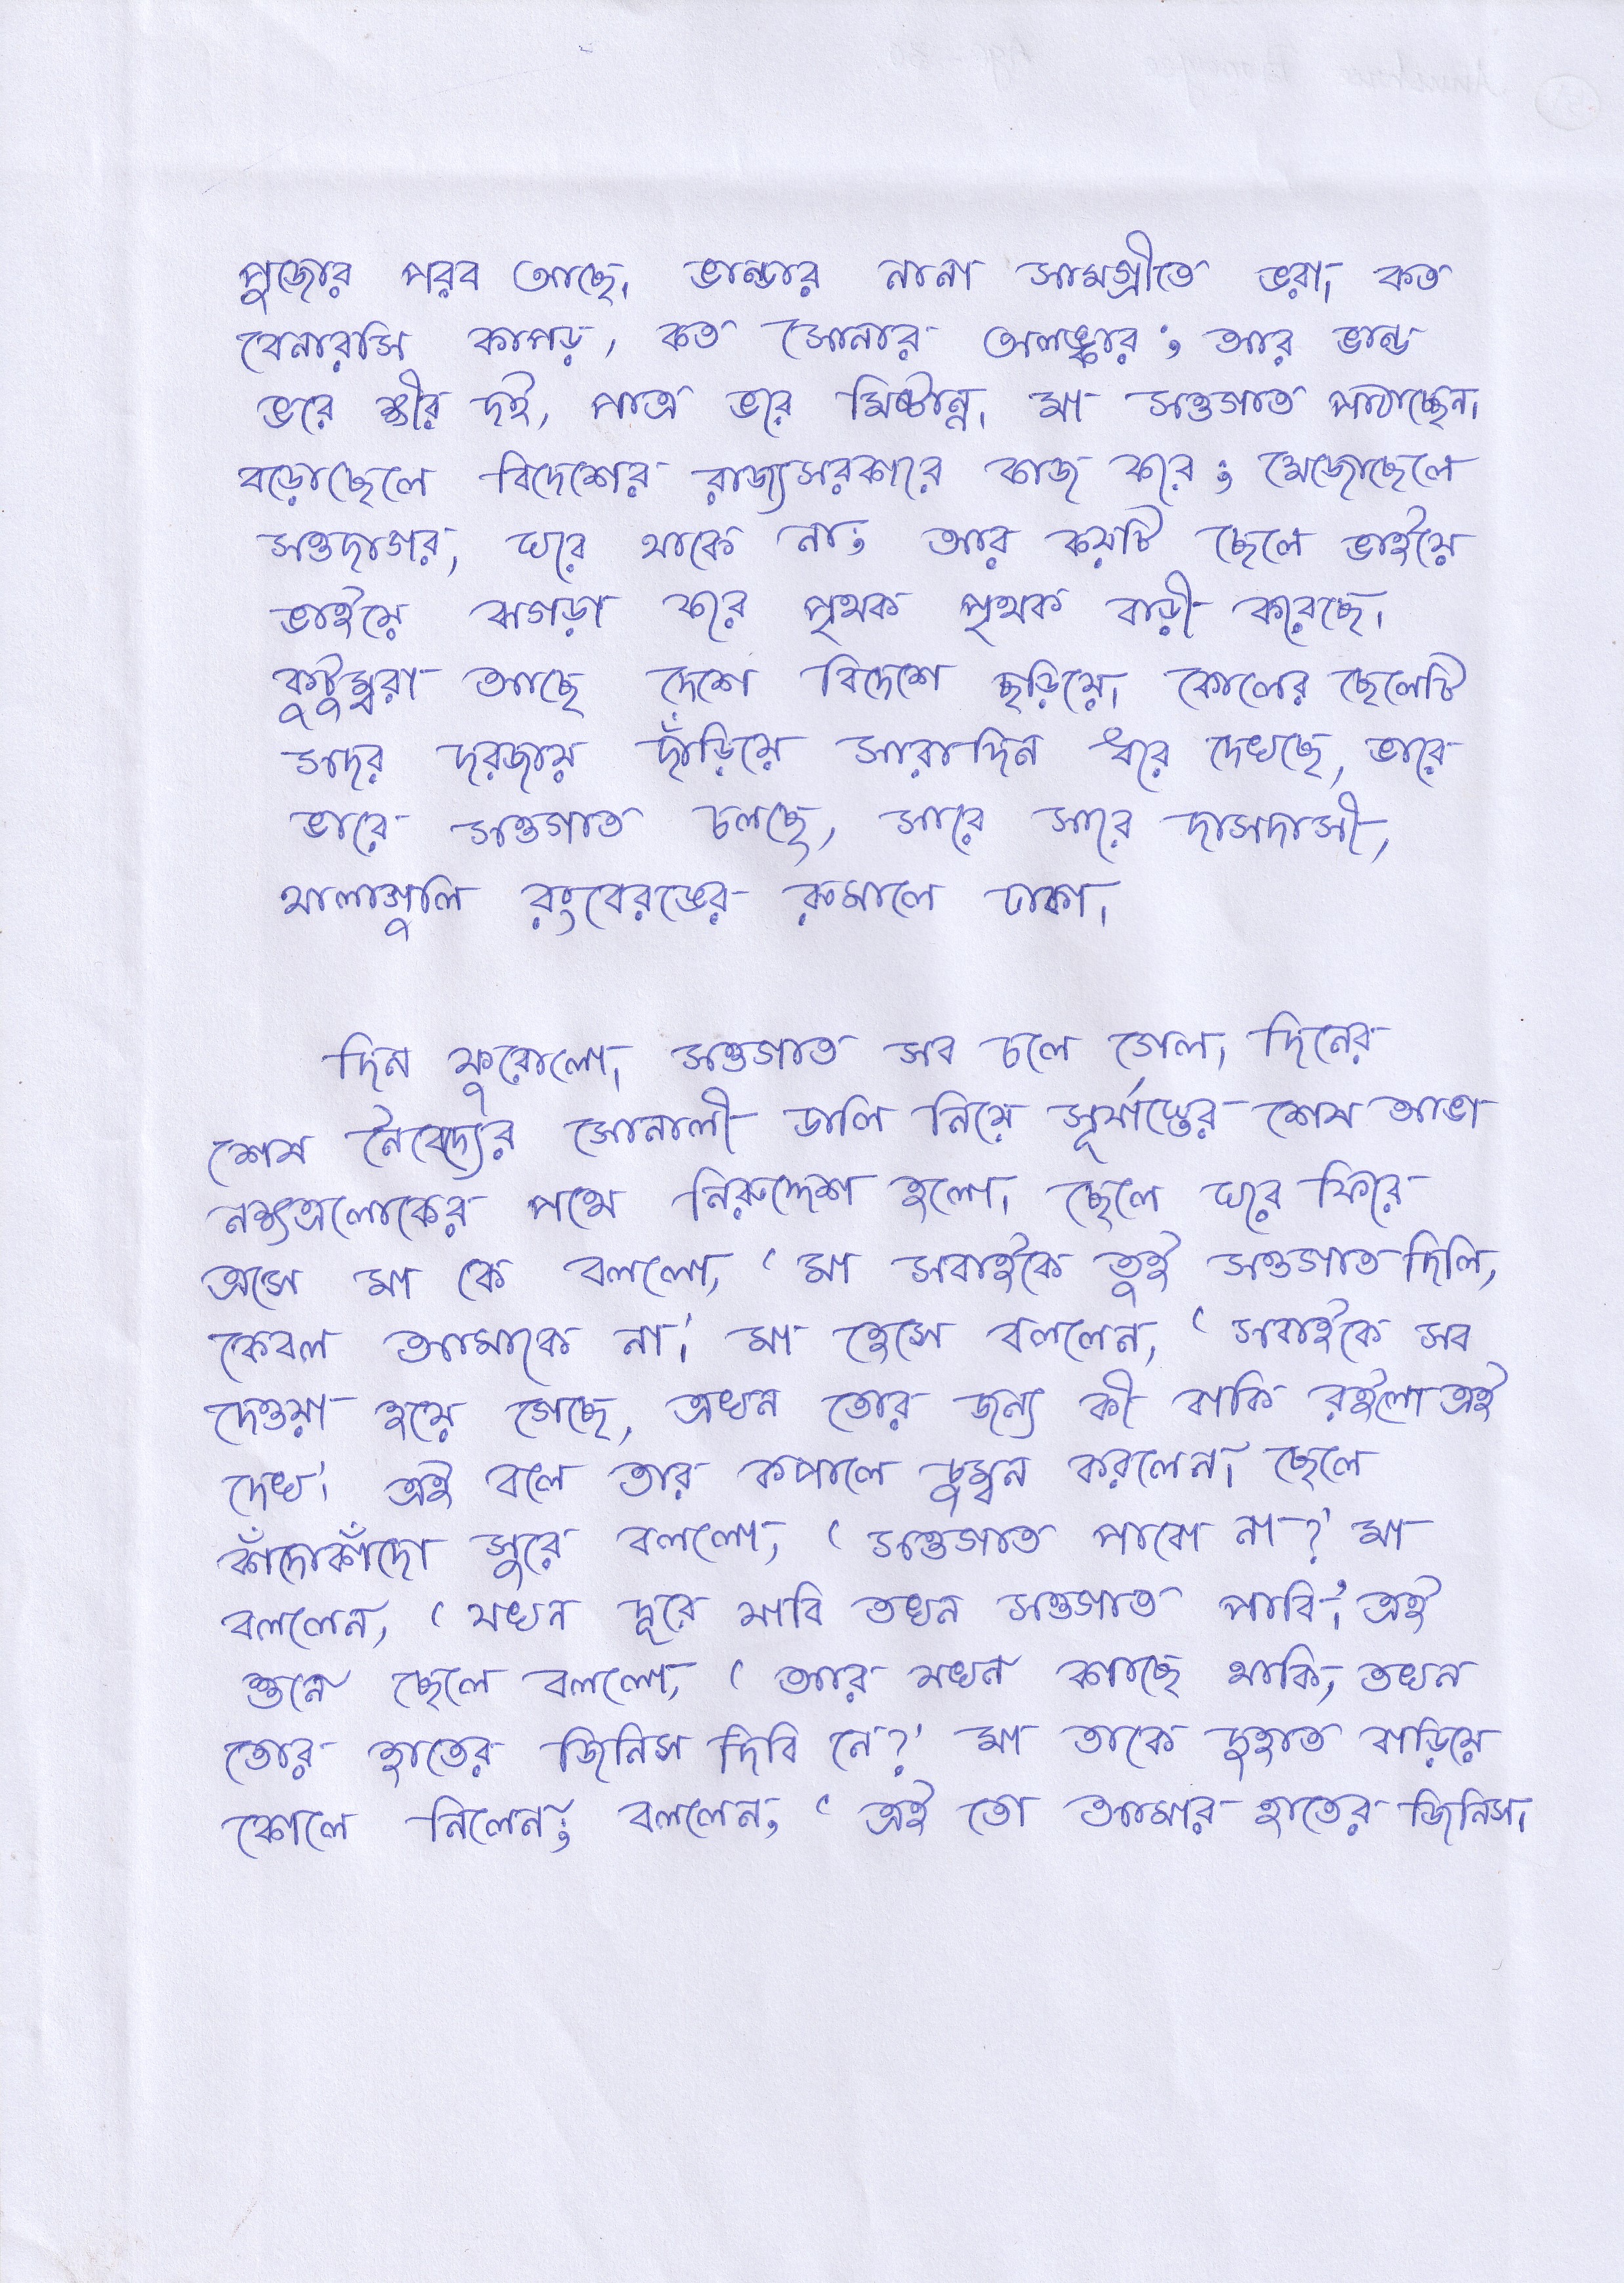 পুজোর পরব আছে। ভান্ডার নানা সামগ্রীতে ভরা। কত
বেনারসি কাপড়, কত সোনার অলঙ্কার; আর ভান্ড
ভরে ক্ষীর দই, পাত্র ভরে মিষ্টান্ন। মা সওগাত পাঠাচ্ছেন।
বড়োছেলে বিদেশের রাজ্যসরকারে কাজ করে; মেজোছেলে
সওদাগর, ঘরে থাকে না; আর কয়টি ছেলে ভাইয়ে
ভাইয়ে ঝগড়া করে পৃথক পৃথক বাড়ী করেছে।
কুটুম্বরা আছে দেশে বিদেশে ছড়িয়ে। কোলের ছেলেটি
সদর দরজায় দাঁড়িয়ে সারাদিন ধরে দেখছে, ভারে
ভারে সওগাত চলছে, সারে সারে দাসদাসী,
থালাগুলি রংবেরঙের রুমালে ঢাকা।
দিন ফুরোলো। সওগাত সব চলে গেল। দিনের
শেষ নৈবেদ্যের সোনালী ডালি নিয়ে সূর্যাস্তের শেষ আভা
নক্ষত্রলোকের পথে নিরুদ্দেশ হলো। ছেলে ঘরে ফিরে
এসে মা কে বললো, ‘মা সবাইকে তুই সওগাত দিলি,
কেবল আমাকে না।’ মা হেসে বললেন, ‘সবাইকে সব
দেওয়া হয়ে গেছে, এখন তোর জন্য কী বাকি রইলো এই
দেখ।’ এই বলে তার কপালে চুম্বন করলেন। ছেলে
কাঁদোকাঁদো সুরে বললো, ‘সওগাত পাবো না?’ মা
বললেন, ‘যখন দূরে যাবি তখন সওগাত পাবি।’ এই
শুনে ছেলে বললো, ‘আর যখন কাছে থাকি, তখন
তোর হাতের জিনিস দিবি নে?’ মা তাকে দুহাত বাড়িয়ে
কোলে নিলেন; বললেন, ‘এই তো আমার হাতের জিনিস।